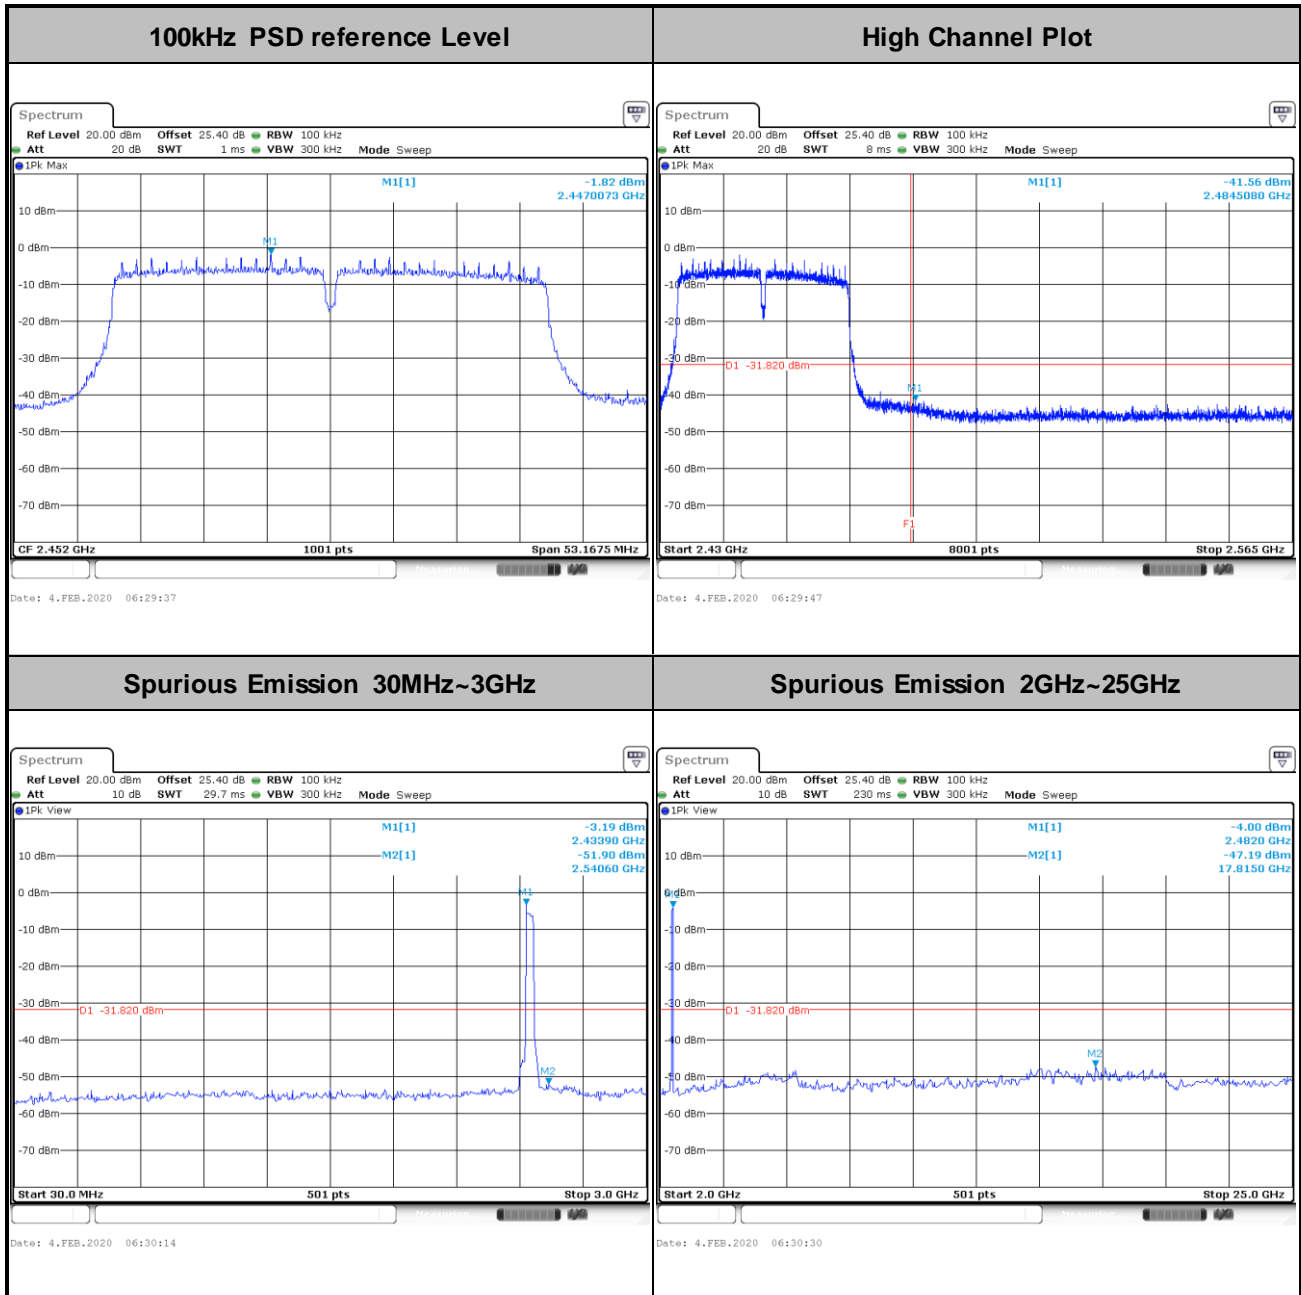 100kHz PSD reference Level
High Channel Plot
Spectrum
Ref Level 20.00 dBm Offset 25.40 dB RBW 100 kHz
Att 20 dB SWT 1 ms VBW 300 kHz Mode Sweep
1Pk Max
M1[1] -1.82 dBm
2.4470073 GHz
10 dBm
M1
0 dBm
-10 dBm
-20 dBm
-30 dBm
-40 dBm
-50 dBm
-60 dBm
-70 dBm
CF 2.452 GHz 1001 pts Span 53.1675 MHz
Measuring
Date: 4.FEB.2020 06:29:37
Spectrum
Ref Level 20.00 dBm Offset 25.40 dB RBW 100 kHz
Att 20 dB SWT 8 ms VBW 300 kHz Mode Sweep
1Pk Max
M1[1] -41.56 dBm
2.4845080 GHz
10 dBm
0 dBm
-10 dBm
-20 dBm
-30 dBm
D1 -31.820 dBm
M1
-40 dBm
-50 dBm
-60 dBm
-70 dBm
F1
Start 2.43 GHz 8001 pts Stop 2.565 GHz
Measuring
Date: 4.FEB.2020 06:29:47
Spurious Emission 30MHz~3GHz
Spurious Emission 2GHz~25GHz
Spectrum
Ref Level 20.00 dBm Offset 25.40 dB RBW 100 kHz
Att 10 dB SWT 29.7 ms VBW 300 kHz Mode Sweep
1Pk View
M1[1] -3.19 dBm
2.43390 GHz
M2[1] -51.90 dBm
2.54060 GHz
10 dBm
0 dBm
M1
-10 dBm
-20 dBm
-30 dBm
D1 -31.820 dBm
-40 dBm
-50 dBm
M2
-60 dBm
-70 dBm
Start 30.0 MHz 501 pts Stop 3.0 GHz
Measuring
Date: 4.FEB.2020 06:30:14
Spectrum
Ref Level 20.00 dBm Offset 25.40 dB RBW 100 kHz
Att 10 dB SWT 230 ms VBW 300 kHz Mode Sweep
1Pk View
M1[1] -4.00 dBm
2.4820 GHz
M2[1] -47.19 dBm
17.8150 GHz
10 dBm
0 dBm
-10 dBm
-20 dBm
-30 dBm
D1 -31.820 dBm
-40 dBm
M2
-50 dBm
-60 dBm
-70 dBm
Start 2.0 GHz 501 pts Stop 25.0 GHz
Measuring
Date: 4.FEB.2020 06:30:30